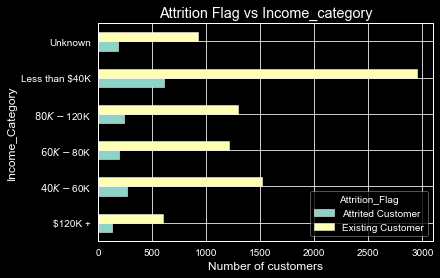 Attrition Flag vs Income_category
Income_Category
Unknown
Less than $40K
80K − 120K
60K − 80K
40K − 60K
$120K +
Attrition_Flag
Attrited Customer
Existing Customer
0 500 1000 1500 2000 2500 3000
Number of customers